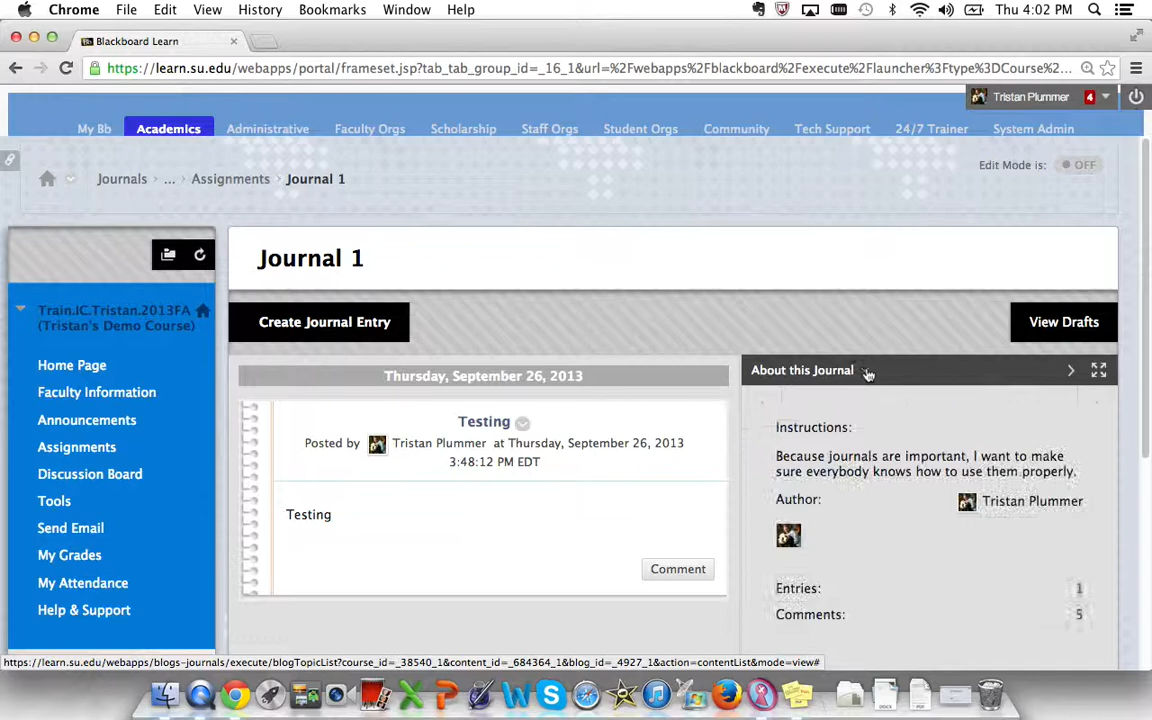 Chrome File Edit View History Bookmarks Window Help Thu 4:02 PM
Blackboard Learn
https://learn.su.edu/webapps/portal/frameset.jsp?tab_tab_group_id=_16_1&url=%2Fwebapps%2Fblackboard%2Fexecute%2Flauncher%3Ftype%3DCourse%2...
Tristan Plummer 4
My Bb Academics Administrative Faculty Orgs Scholarship Staff Orgs Student Orgs Community Tech Support 24/7 Trainer System Admin
Journals > ... > Assignments > Journal 1
Edit Mode is: OFF
Journal 1
Train.IC.Tristan.2013FA
(Tristan's Demo Course)
Home Page
Faculty Information
Announcements
Assignments
Discussion Board
Tools
Send Email
My Grades
My Attendance
Help & Support
Create Journal Entry
View Drafts
Thursday, September 26, 2013
Testing
Posted by Tristan Plummer at Thursday, September 26, 2013
3:48:12 PM EDT
Testing
Comment
About this Journal
Instructions:
Because journals are important, I want to make
sure everybody knows how to use them properly.
Author: Tristan Plummer
Entries: 1
Comments: 5
https://learn.su.edu/webapps/blogs-journals/execute/blogTopicList?course_id=_38540_1&content_id=_684364_1&blog_id=_4927_1&action=contentList&mode=view#